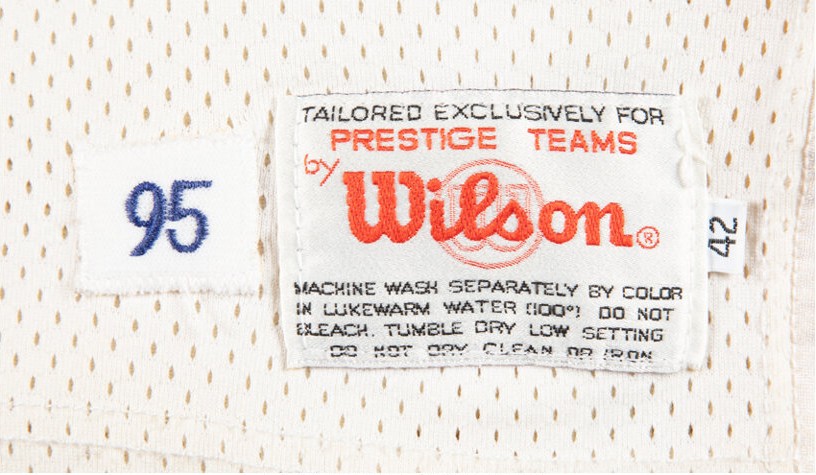 TAILORED EXCLUSIVELY FOR
PRESTIGE TEAMS
by
Wilson®
95
42
MACHINE WASH SEPARATELY BY COLOR
IN LUKEWARM WATER (100°) DO NOT
BLEACH. TUMBLE DRY LOW SETTING
DO NOT DRY CLEAN OR IRON